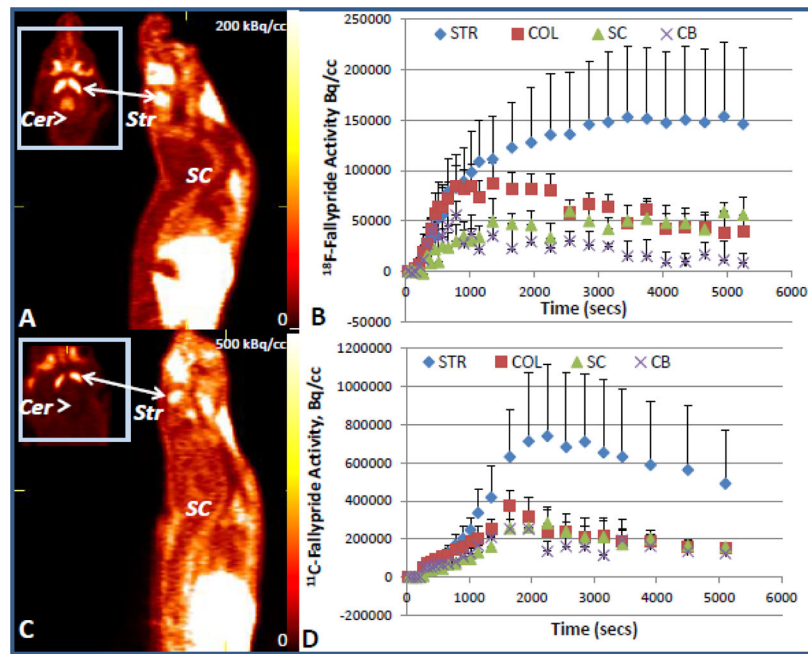 200 kBq/cc
Cer>
Str
SC
A
0
STR COL SC CB
250000
200000
150000
100000
50000
0
-50000
18F-Fallypride Activity Bq/cc
0 1000 2000 3000 4000 5000 6000
Time (secs)
B
500 kBq/cc
Cer >
Str
SC
C
0
STR COL SC CB
1200000
1000000
800000
600000
400000
200000
0
-200000
11C-Fallypride Activity, Bq/cc
0 1000 2000 3000 4000 5000 6000
Time (secs)
D